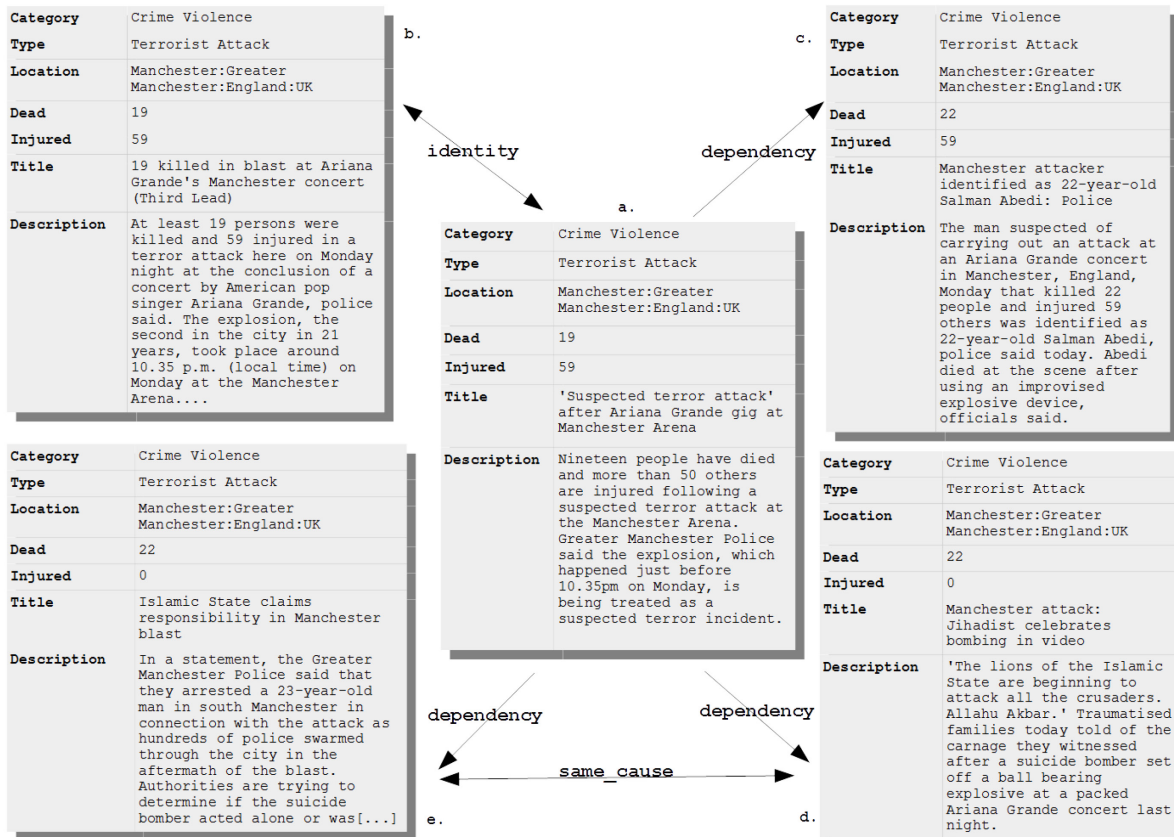 b.
Category Crime Violence
Type Terrorist Attack
Location Manchester:Greater
Manchester:England:UK
Dead 19
Injured 59
Title 19 killed in blast at Ariana
Grande's Manchester concert
(Third Lead)
Description At least 19 persons were
killed and 59 injured in a
terror attack here on Monday
night at the conclusion of a
concert by American pop
singer Ariana Grande, police
said. The explosion, the
second in the city in 21
years, took place around
10.35 p.m. (local time) on
Monday at the Manchester
Arena....
identity
dependency
c.
Category Crime Violence
Type Terrorist Attack
Location Manchester:Greater
Manchester:England:UK
Dead 22
Injured 59
Title Manchester attacker
identified as 22-year-old
Salman Abedi: Police
Description The man suspected of
carrying out an attack at
an Ariana Grande concert
in Manchester, England,
Monday that killed 22
people and injured 59
others was identified as
22-year-old Salman Abedi,
police said today. Abedi
died at the scene after
using an improvised
explosive device,
officials said.
a.
Category Crime Violence
Type Terrorist Attack
Location Manchester:Greater
Manchester:England:UK
Dead 19
Injured 59
Title 'Suspected terror attack'
after Ariana Grande gig at
Manchester Arena
Description Nineteen people have died
and more than 50 others
are injured following a
suspected terror attack at
the Manchester Arena.
Greater Manchester Police
said the explosion, which
happened just before
10.35pm on Monday, is
being treated as a
suspected terror incident.
Category Crime Violence
Type Terrorist Attack
Location Manchester:Greater
Manchester:England:UK
Dead 22
Injured 0
Title Islamic State claims
responsibility in Manchester
blast
Description In a statement, the Greater
Manchester Police said that
they arrested a 23-year-old
man in south Manchester in
connection with the attack as
hundreds of police swarmed
through the city in the
aftermath of the blast.
Authorities are trying to
determine if the suicide
bomber acted alone or was[...]
e.
dependency
dependency
same_cause
d.
Category Crime Violence
Type Terrorist Attack
Location Manchester:Greater
Manchester:England:UK
Dead 22
Injured 0
Title Manchester attack:
Jihadist celebrates
bombing in video
Description 'The lions of the Islamic
State are beginning to
attack all the crusaders.
Allahu Akbar.' Traumatised
families today told of the
carnage they witnessed
after a suicide bomber set
off a ball bearing
explosive at a packed
Ariana Grande concert last
night.